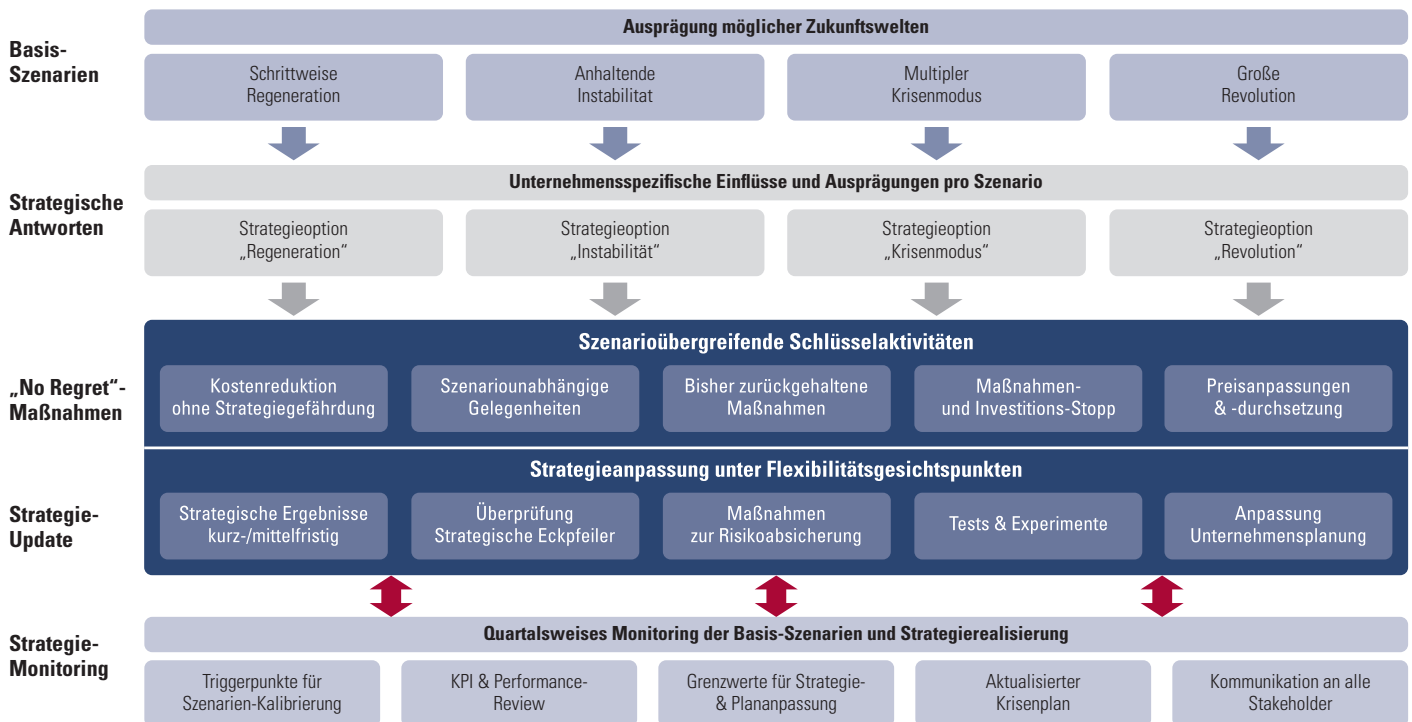 Basis-
Szenarien
Ausprägung möglicher Zukunftswelten
Schrittweise
Regeneration
Anhaltende
Instabilitat
Multipler
Krisenmodus
Große
Revolution
Strategische
Antworten
Unternehmensspezifische Einflüsse und Ausprägungen pro Szenario
Strategieoption
„Regeneration“
Strategieoption
„Instabilität“
Strategieoption
„Krisenmodus“
Strategieoption
„Revolution“
„No Regret“-
Maßnahmen
Szenarioübergreifende Schlüsselaktivitäten
Kostenreduktion
ohne Strategiegefährdung
Szenariounabhängige
Gelegenheiten
Bisher zurückgehaltene
Maßnahmen
Maßnahmen-
und Investitions-Stopp
Preisanpassungen
& -durchsetzung
Strategie-
Update
Strategieanpassung unter Flexibilitätsgesichtspunkten
Strategische Ergebnisse
kurz-/mittelfristig
Überprüfung
Strategische Eckpfeiler
Maßnahmen
zur Risikoabsicherung
Tests & Experimente
Anpassung
Unternehmensplanung
Strategie-
Monitoring
Quartalsweises Monitoring der Basis-Szenarien und Strategierealisierung
Triggerpunkte für
Szenarien-Kalibrierung
KPI & Performance-
Review
Grenzwerte für Strategie-
& Plananpassung
Aktualisierter
Krisenplan
Kommunikation an alle
Stakeholder